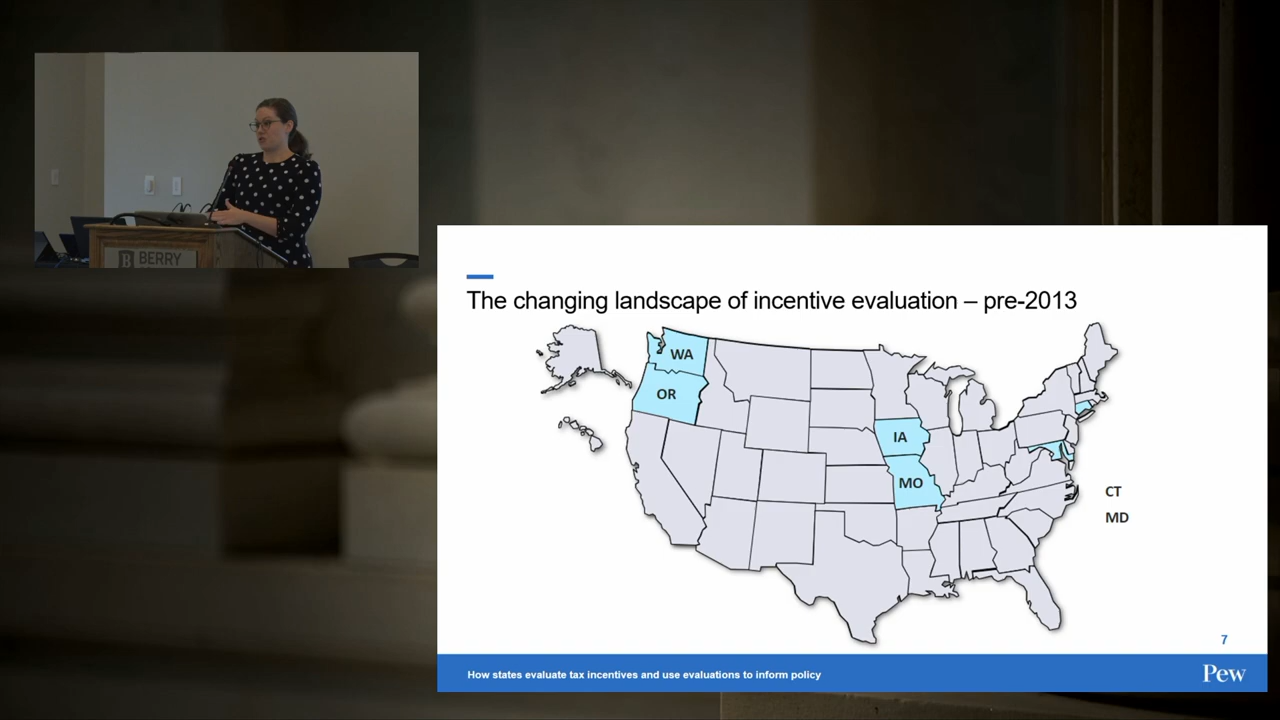 B BERRY
The changing landscape of incentive evaluation – pre-2013
WA
OR
IA
MO
CT
MD
7
How states evaluate tax incentives and use evaluations to inform policy
Pew